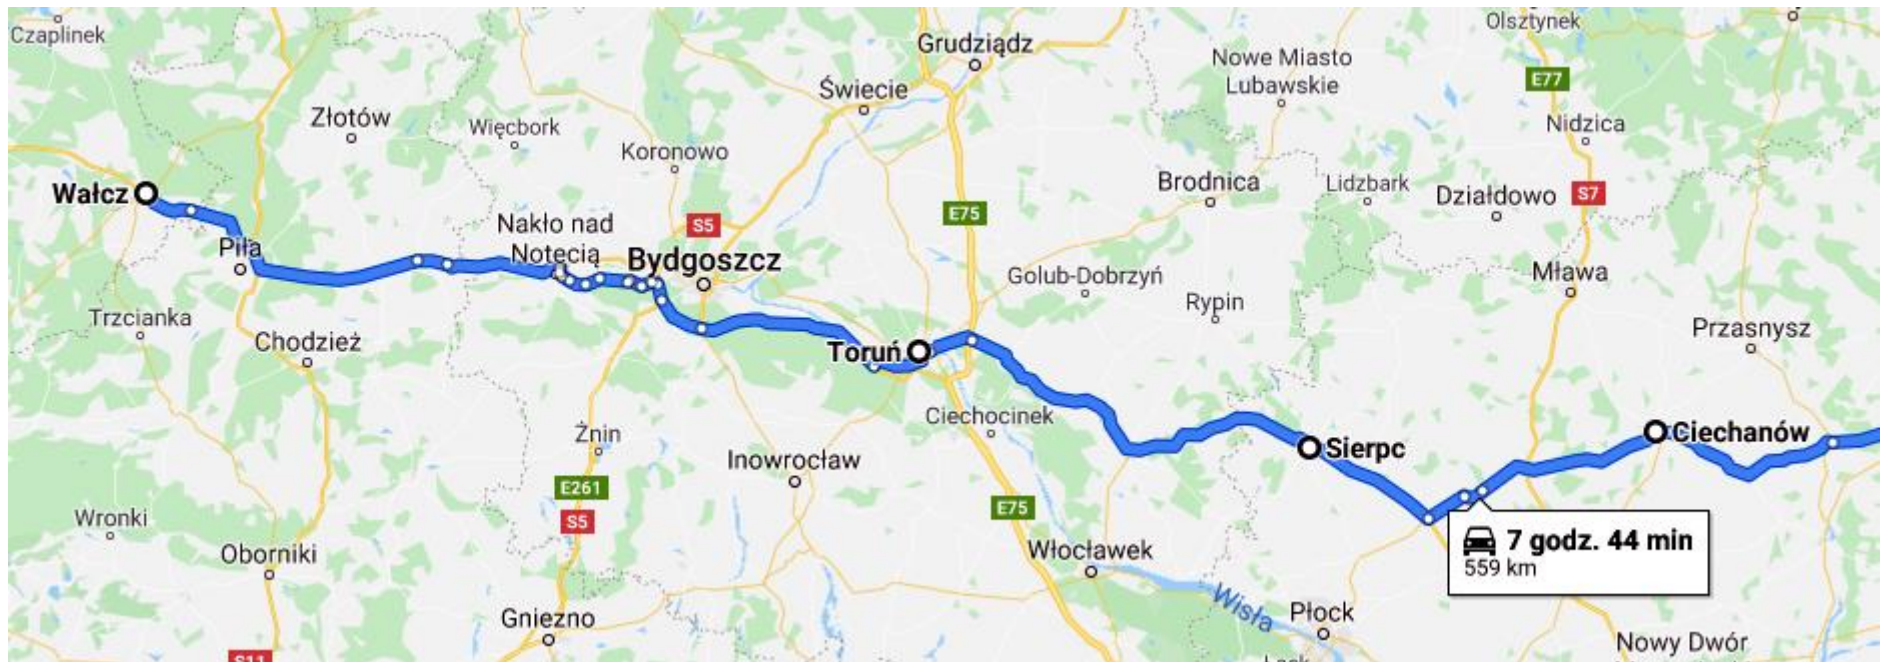 Czaplinek
Złotów
Więcbork
Koronowo
Świecie
Grudziądz
Nowe Miasto
Lubawskie
Olsztynek
E77
Nidzica
Wałcz
Piła
Nakło nad
Notecią
S5
Bydgoszcz
E75
Brodnica
Lidzbark
Działdowo
S7
Golub-Dobrzyń
Rypin
Mława
Przasnysz
Trzcianka
Chodzież
Toruń
Ciechocinek
Żnin
Inowrocław
Sierpc
Ciechanów
E261
S5
E75
Wronki
Oborniki
Włocławek
7 godz. 44 min
559 km
Gniezno
Wisła
Płock
Nowy Dwór
S11